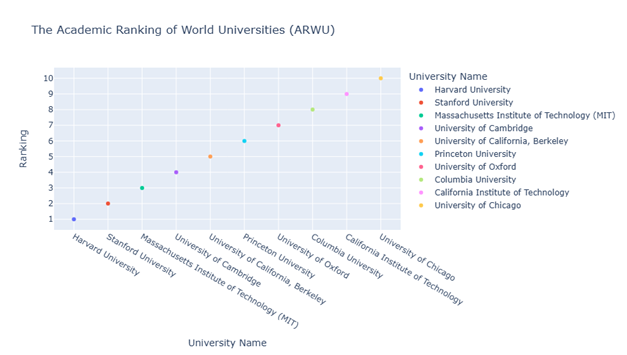 The Academic Ranking of World Universities (ARWU)
University Name
Harvard University
Stanford University
Massachusetts Institute of Technology (MIT)
University of Cambridge
University of California, Berkeley
Princeton University
University of Oxford
Columbia University
California Institute of Technology
University of Chicago
Ranking
10
9
8
7
6
5
4
3
2
1
Harvard University
Stanford University
Massachusetts Institute of Technology (MIT)
University of Cambridge
University of California, Berkeley
Princeton University
University of Oxford
Columbia University
California Institute of Technology
University of Chicago
University Name